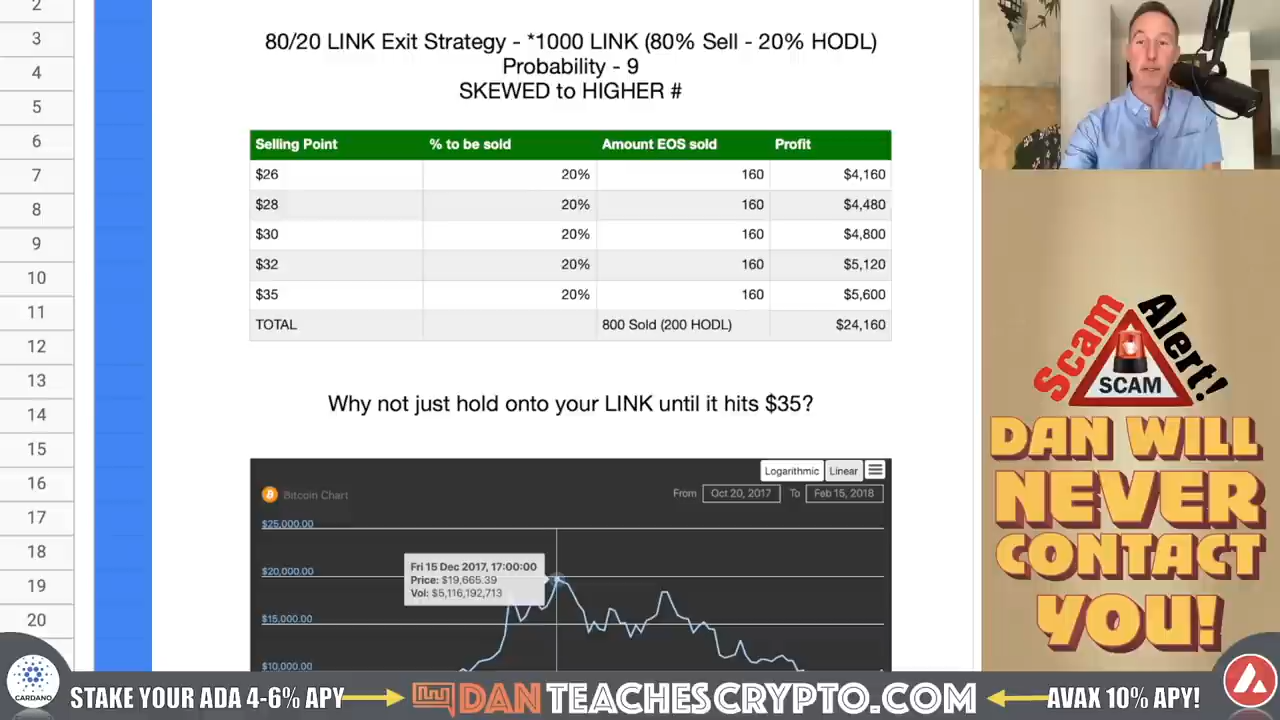 2
3
4
5
6
7
8
9
10
11
12
13
14
15
16
17
18
19
20
80/20 LINK Exit Strategy - *1000 LINK (80% Sell - 20% HODL)
Probability - 9
SKEWED to HIGHER #
Selling Point % to be sold Amount EOS sold Profit
$26 20% 160 $4,160
$28 20% 160 $4,480
$30 20% 160 $4,800
$32 20% 160 $5,120
$35 20% 160 $5,600
TOTAL 800 Sold (200 HODL) $24,160
Why not just hold onto your LINK until it hits $35?
Logarithmic Linear
Bitcoin Chart From Oct 20, 2017 To Feb 15, 2018
$25,000.00
$20,000.00
$15,000.00
$10,000.00
Fri 15 Dec 2017, 17:00:00
Price: $19,665.39
Vol: $5,116,192,713
Scam Alert!
SCAM
DAN WILL
NEVER
CONTACT
YOU!
CARDANO
STAKE YOUR ADA 4-6% APY
DANTEACHESCRYPTO.COM
AVAX 10% APY!